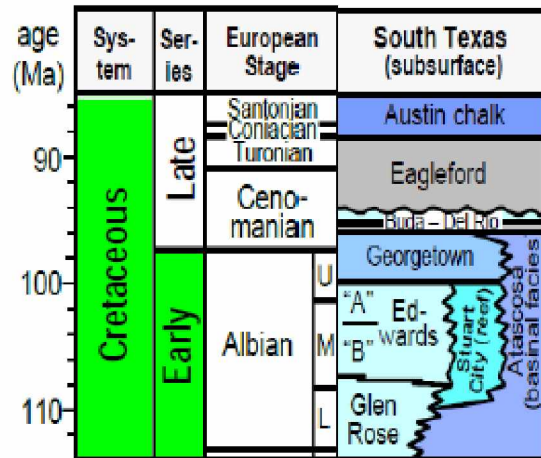 age
(Ma)
Sys-
tem
Ser-
ies
European
Stage
South Texas
(subsurface)
90
100
110
Cretaceous
Late
Early
Santonian
Coniacian
Turonian
Ceno-
manian
Albian
U
M
L
Austin chalk
Eagleford
Buda – Del Rio
Georgetown
"A" Ed-
"B" wards
Stuart
City (reef)
Atascosa
(basinal facies)
Glen
Rose